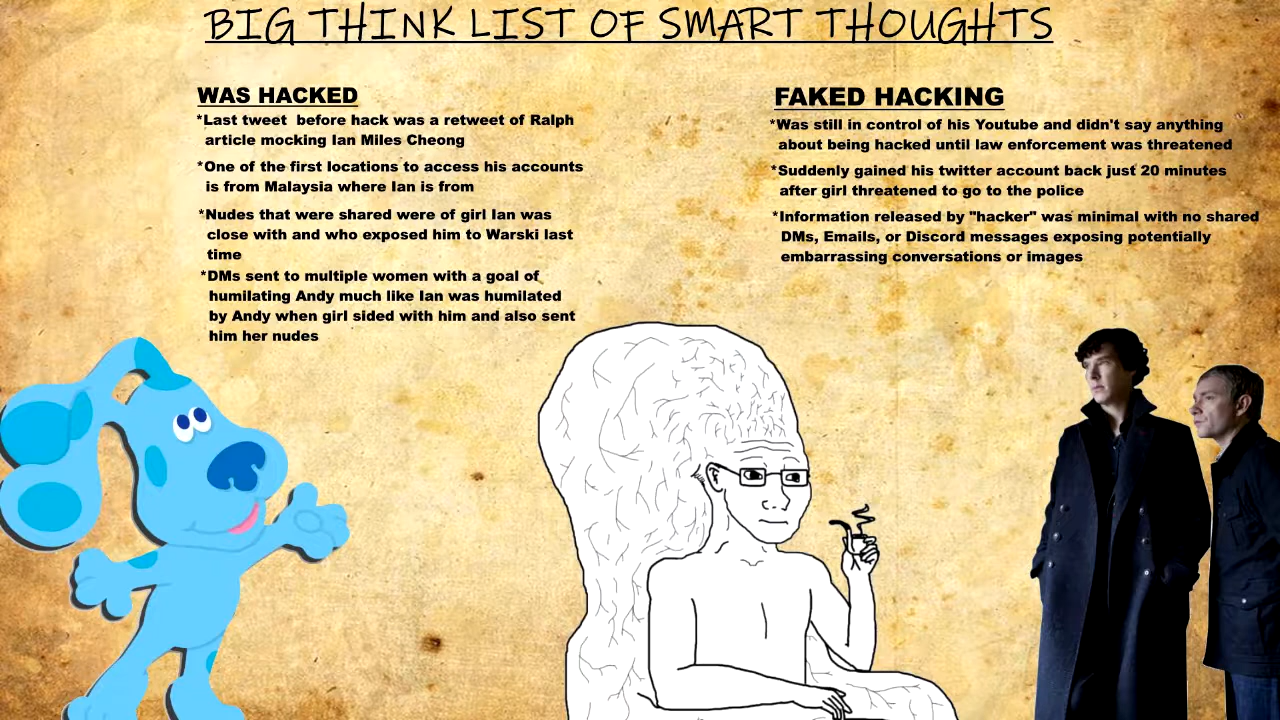 BIG THINK LIST OF SMART THOUGHTS
WAS HACKED
*Last tweet before hack was a retweet of Ralph
article mocking Ian Miles Cheong
*One of the first locations to access his accounts
is from Malaysia where Ian is from
*Nudes that were shared were of girl Ian was
close with and who exposed him to Warski last
time
*DMs sent to multiple women with a goal of
humilating Andy much like Ian was humilated
by Andy when girl sided with him and also sent
him her nudes
FAKED HACKING
*Was still in control of his Youtube and didn't say anything
about being hacked until law enforcement was threatened
*Suddenly gained his twitter account back just 20 minutes
after girl threatened to go to the police
*Information released by "hacker" was minimal with no shared
DMs, Emails, or Discord messages exposing potentially
embarrassing conversations or images